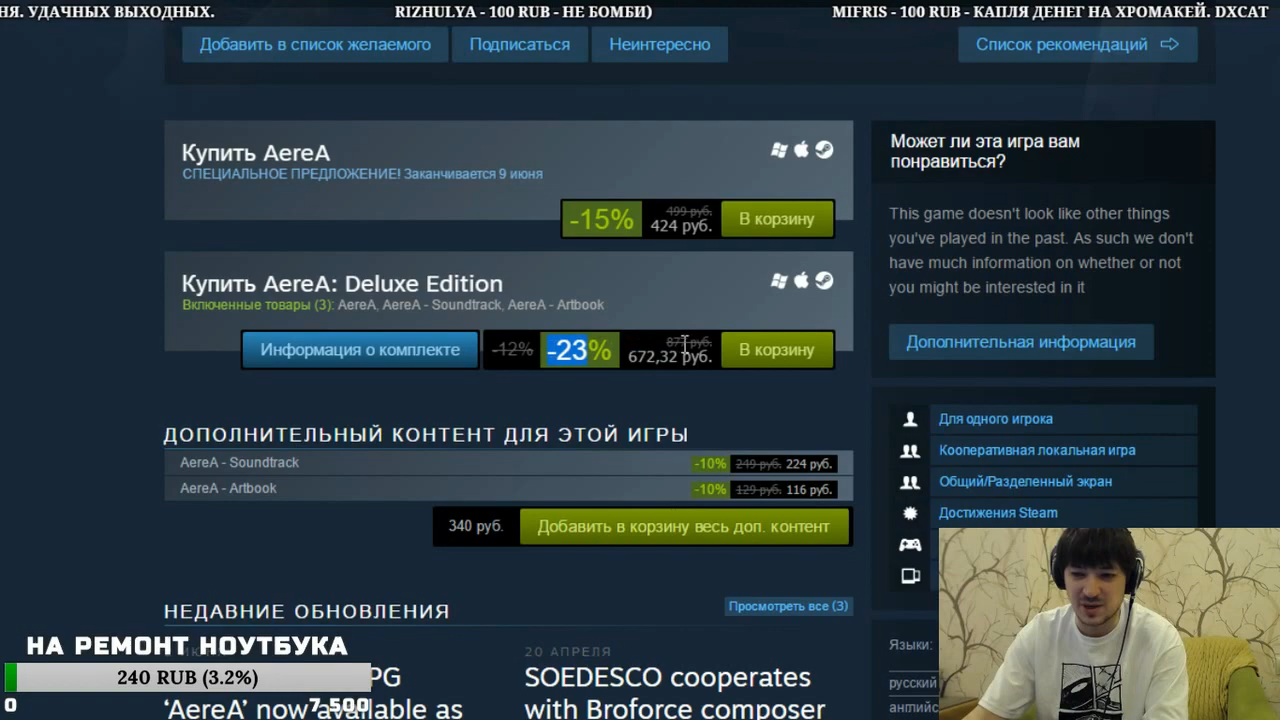 НЯ. УДАЧНЫХ ВЫХОДНЫХ.
RIZHULYA - 100 RUB - НЕ БОМБИ)
MIFRIS - 100 RUB - КАПЛЯ ДЕНЕГ НА ХРОМАКЕЙ. DXCAT
Добавить в список желаемого
Подписаться
Неинтересно
Список рекомендаций
Купить AereA
СПЕЦИАЛЬНОЕ ПРЕДЛОЖЕНИЕ! Заканчивается 9 июня
-15%
499 руб.
424 руб.
В корзину
Купить AereA: Deluxe Edition
Включенные товары (3): AereA, AereA - Soundtrack, AereA - Artbook
Информация о комплекте
-12%
-23%
руб.
672,32 руб.
В корзину
ДОПОЛНИТЕЛЬНЫЙ КОНТЕНТ ДЛЯ ЭТОЙ ИГРЫ
AereA - Soundtrack -10% 249 руб. 224 руб.
AereA - Artbook -10% 129 руб. 116 руб.
340 руб.
Добавить в корзину весь доп. контент
НЕДАВНИЕ ОБНОВЛЕНИЯ
Просмотреть все (3)
20 АПРЕЛЯ
PG
'AereA' now available as
SOEDESCO cooperates
with Broforce composer
Может ли эта игра вам
понравиться?
This game doesn't look like other things
you've played in the past. As such we don't
have much information on whether or not
you might be interested in it
Дополнительная информация
Для одного игрока
Кооперативная локальная игра
Общий/Разделенный экран
Достижения Steam
Языки:
русский
английс
НА РЕМОНТ НОУТБУКА
240 RUB (3.2%)
0
7 500